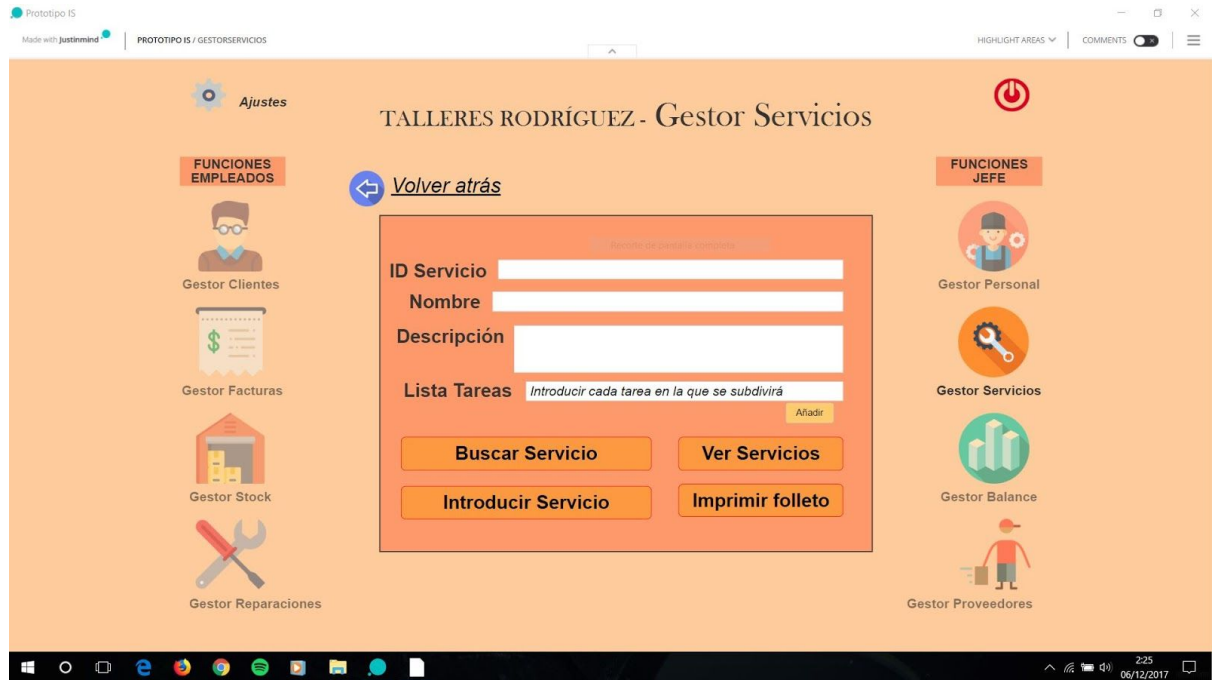 Prototipo IS
Made with Justinmind
PROTOTIPO IS / GESTORSERVICIOS
HIGHLIGHT AREAS
COMMENTS
Ajustes
TALLERES RODRÍGUEZ - Gestor Servicios
FUNCIONES
EMPLEADOS
Volver atrás
FUNCIONES
JEFE
Gestor Clientes
Gestor Facturas
Gestor Stock
Gestor Reparaciones
ID Servicio
Nombre
Descripción
Lista Tareas Introducir cada tarea en la que se subdivirá
Añadir
Buscar Servicio Ver Servicios
Introducir Servicio Imprimir folleto
Gestor Personal
Gestor Servicios
Gestor Balance
Gestor Proveedores
2:25
06/12/2017